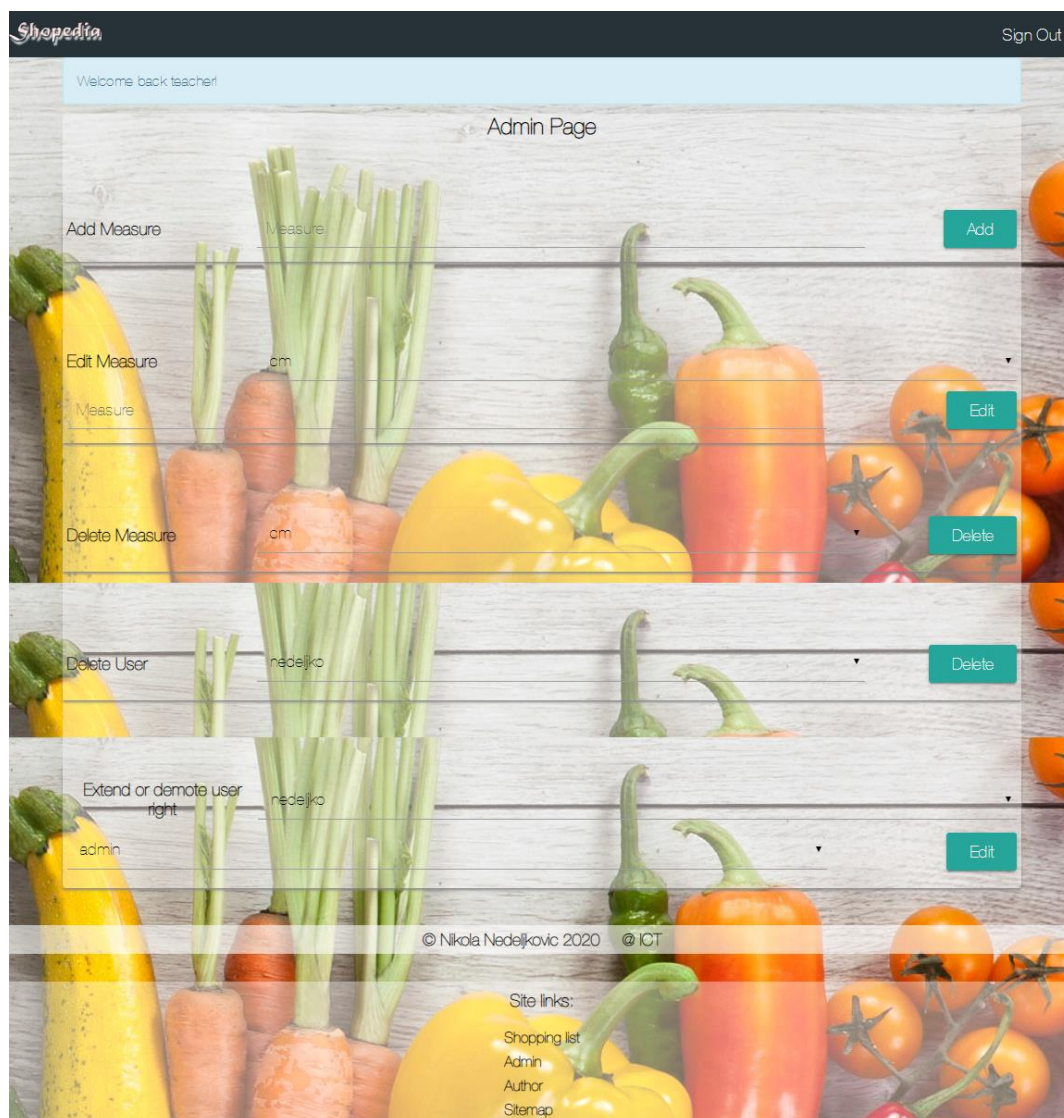 Shopedia
Sign Out
Welcome back teacher!
Admin Page
Add Measure
Measure
Add
Edit Measure
cm
Measure
Edit
Delete Measure
cm
Delete
Delete User
nedeljko
Delete
Extend or demote user
right
nedeljko
admin
Edit
© Nikola Nedeljkovic 2020 @ ICT
Site links:
Shopping list
Admin
Author
Sitemap